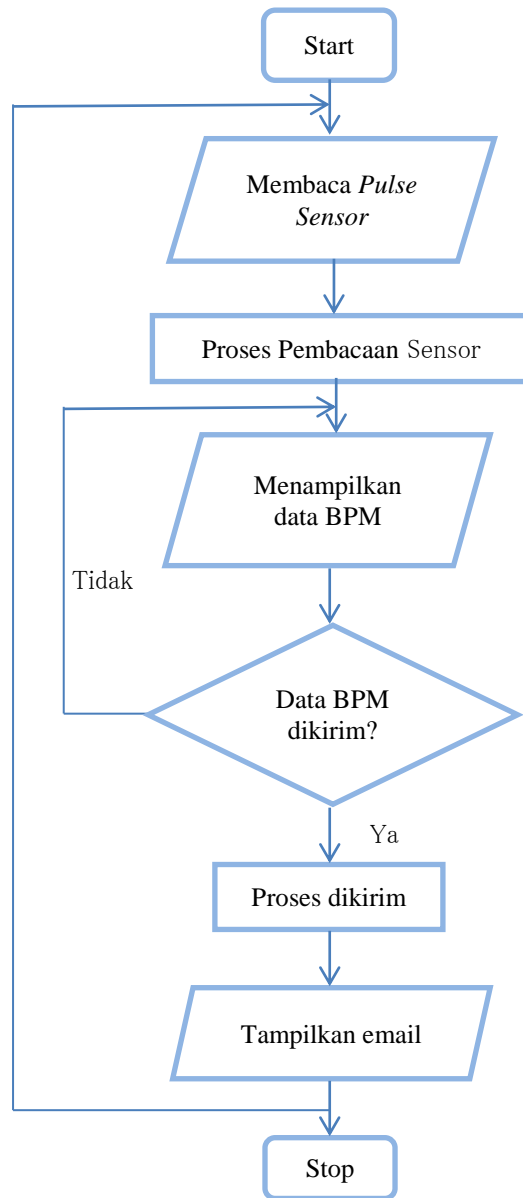 Start
Membaca Pulse
Sensor
Proses Pembacaan Sensor
Menampilkan
data BPM
Tidak
Data BPM
dikirim?
Ya
Proses dikirim
Tampilkan email
Stop